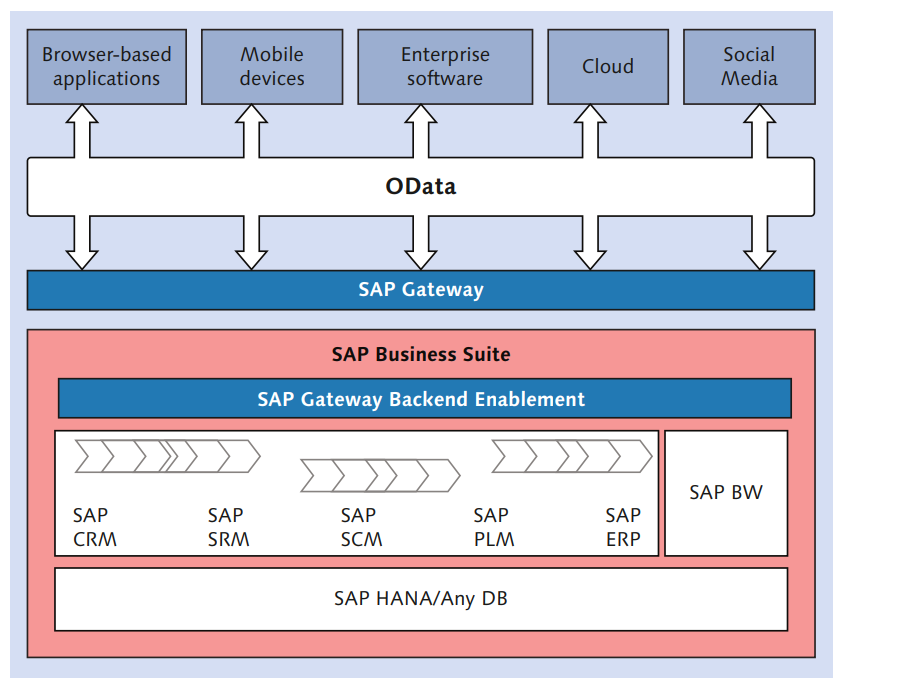 Browser-based
applications
Mobile
devices
Enterprise
software
Cloud
Social
Media
OData
SAP Gateway
SAP Business Suite
SAP Gateway Backend Enablement
SAP
CRM
SAP
SRM
SAP
SCM
SAP
PLM
SAP
ERP
SAP BW
SAP HANA/Any DB